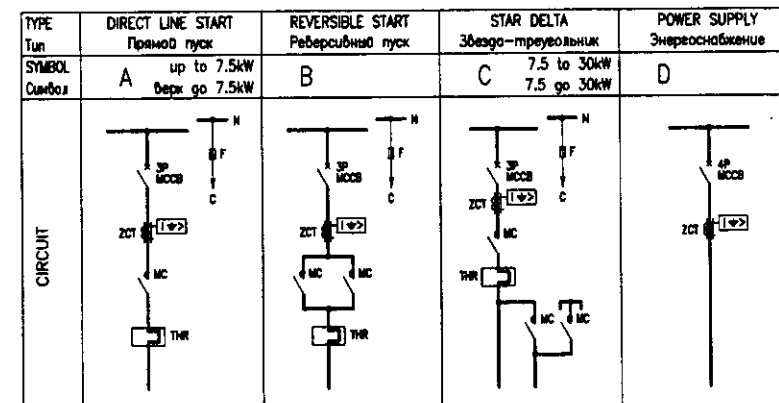 TYPE
Тип
DIRECT LINE START
Прямой пуск
REVERSIBLE START
Реверсивный пуск
STAR DELTA
Звезда-треугольник
POWER SUPPLY
Энергоснабжение
SYMBOL
Символ
A
up to 7.5kW
верх до 7.5kW
B
C
7.5 to 30kW
7.5 до 30kW
D
CIRCUIT
N
F
C
3P
MCCB
ZCT
MC
THR
N
F
C
3P
MCCB
ZCT
MC
MC
THR
N
F
C
3P
MCCB
ZCT
MC
THR
MC
MC
4P
MCCB
ZCT